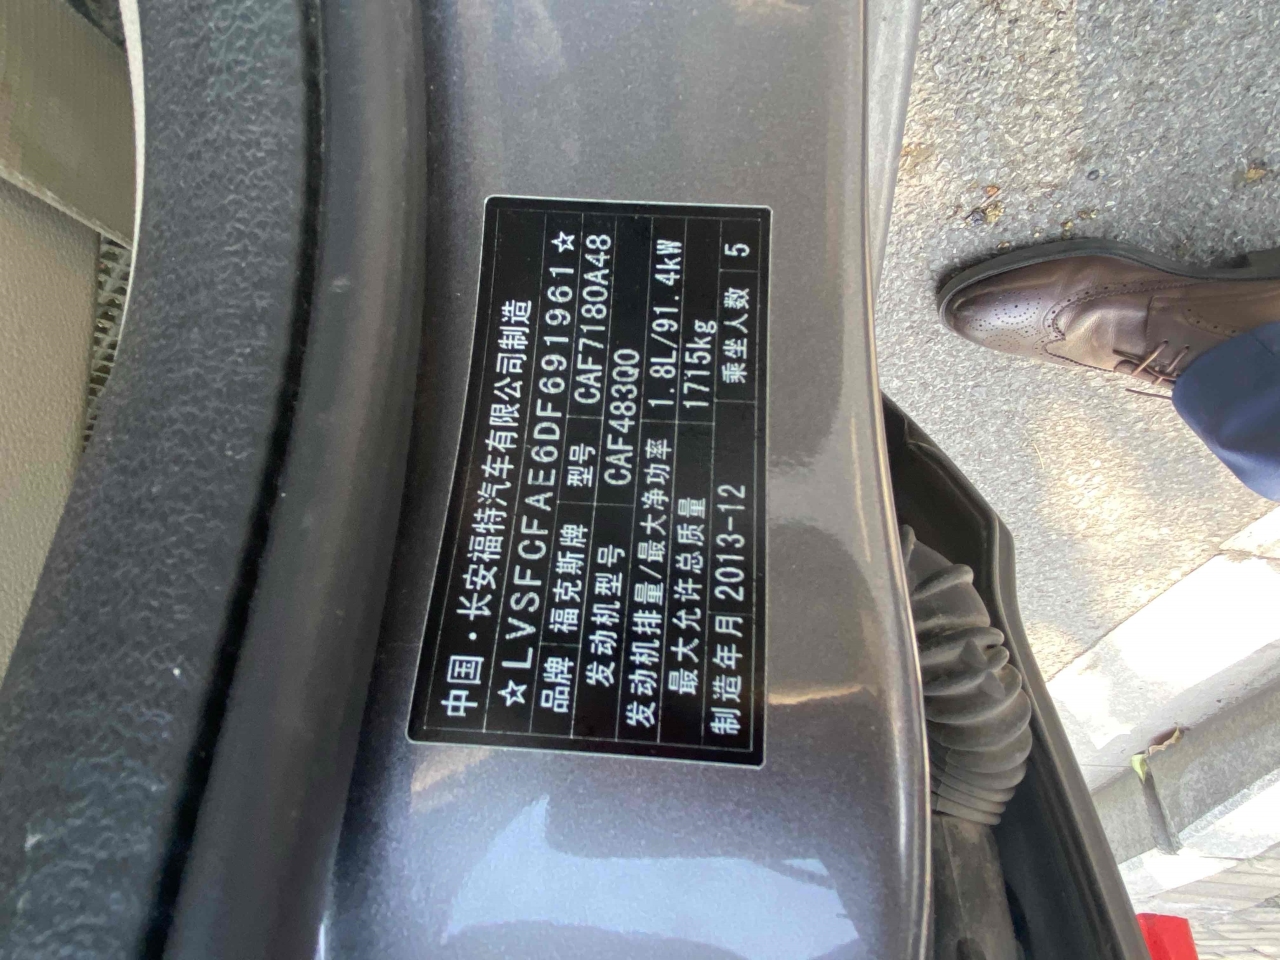 中国·长安福特汽车有限公司制造
☆LVSFCFAE6DF691961☆
品牌 福克斯牌 型号 CAF7180A48
发动机型号 CAF483Q0
发动机排量/最大净功率 1.8L/91.4kW
最大允许总质量 1715kg
制造年月 2013-12 乘坐人数 5